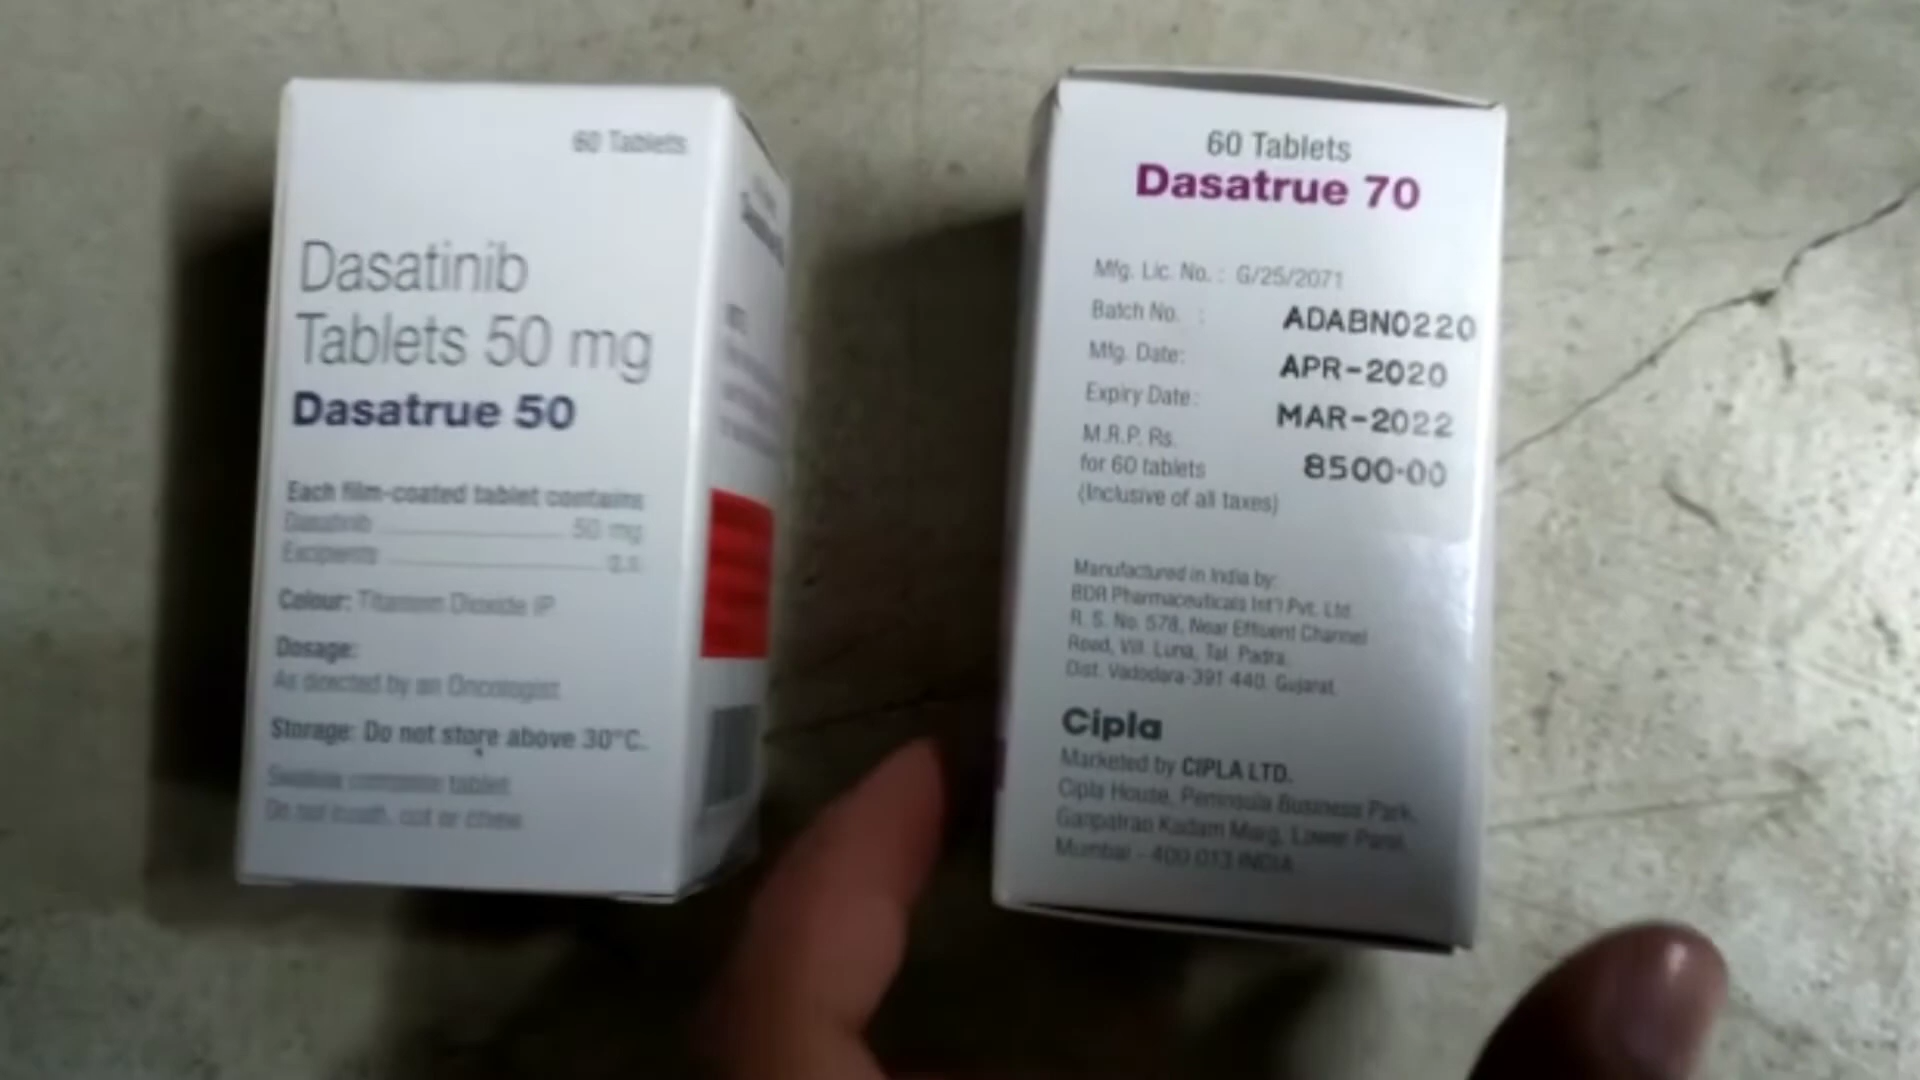 60 Tablets
Dasatinib
Tablets 50 mg
Dasatrue 50
Each film-coated tablet contains
Dasatinib 50 mg
Excipients q.s.
Colour: Titanium Dioxide IP
Dosage:
As directed by an Oncologist
Storage: Do not store above 30°C.
Swallow complete tablet
Do not crush, cut or chew
60 Tablets
Dasatrue 70
Mfg. Lic. No. : G/25/2071
Batch No. : ADABN0220
Mfg. Date: APR-2020
Expiry Date: MAR-2022
M.R.P. Rs.
for 60 tablets 8500-00
(Inclusive of all taxes)
Manufactured in India by:
BDR Pharmaceuticals Int'l Pvt. Ltd.
R. S. No. 578, Near Effluent Channel
Road, Vill. Luna, Tal. Padra,
Dist. Vadodara-391 440. Gujarat.
Cipla
Marketed by CIPLA LTD.
Cipla House, Peninsula Business Park,
Ganpatrao Kadam Marg, Lower Parel,
Mumbai - 400 013 INDIA